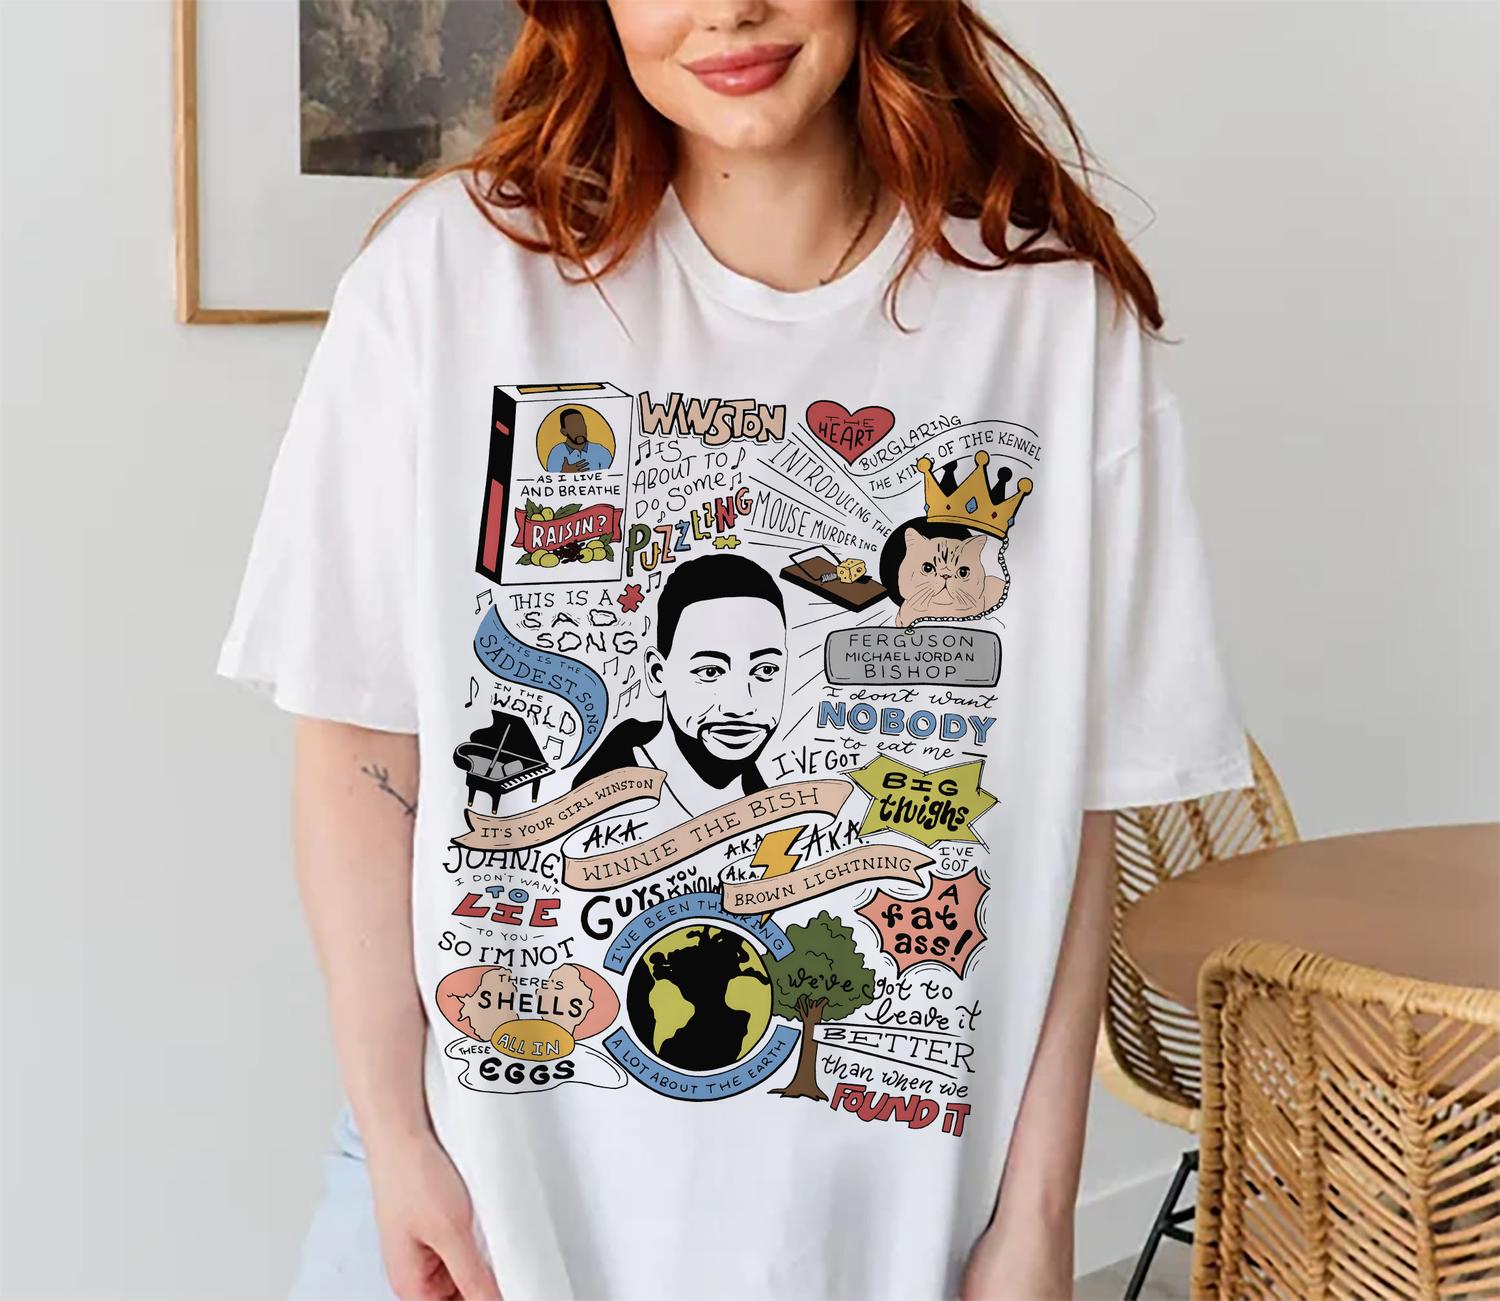 WINSTON
IS
ABOUT TO
DO SOME
PUZZLING
THE
HEART
BURGLARING
THE KING OF THE KENNEL
INTRODUCING THE
MOUSE MURDERING
AS I LIVE
AND BREATHE
RAISIN?
THIS IS A
SAD
SONG
THIS IS THE
SADDEST SONG
IN THE
WORLD
FERGUSON
MICHAEL JORDAN
BISHOP
I dont want
NOBODY
to eat me
I'VE GOT
BIG
thighs
IT'S YOUR GIRL WINSTON
A.K.A.
WINNIE THE BISH
A.K.A.
A.K.A.
A.K.A.
BROWN LIGHTNING
I'VE
GOT
A
fat
ass!
JOANIE,
I DON'T WANT
TO
LIE
TO YOU
SO I'M NOT
THERE'S
SHELLS
ALL IN
THESE
EGGS
GUYS YOU
KNOW
I'VE BEEN THINKING
A LOT ABOUT THE EARTH
we've got to
leave it
BETTER
than when we
FOUND IT